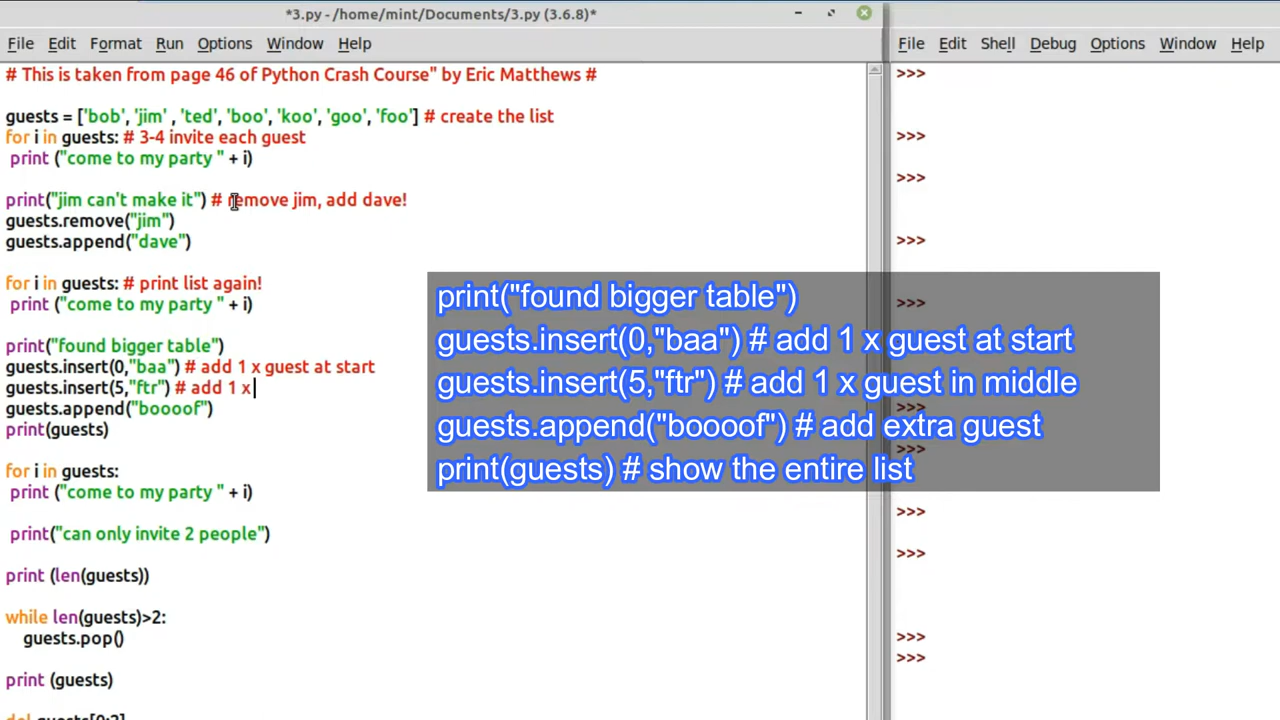 *3.py - /home/mint/Documents/3.py (3.6.8)*
File Edit Format Run Options Window Help
# This is taken from page 46 of Python Crash Course" by Eric Matthews #
guests = ['bob', 'jim' , 'ted', 'boo', 'koo', 'goo', 'foo'] # create the list
for i in guests: # 3-4 invite each guest
print ("come to my party " + i)
print("jim can't make it") # remove jim, add dave!
guests.remove("jim")
guests.append("dave")
for i in guests: # print list again!
print ("come to my party " + i)
print("found bigger table")
guests.insert(0,"baa") # add 1 x guest at start
guests.insert(5,"ftr") # add 1 x
guests.append("boooof")
print(guests)
for i in guests:
print ("come to my party " + i)
print("can only invite 2 people")
print (len(guests))
while len(guests)>2:
guests.pop()
print (guests)
del guests[0:2]
print("found bigger table")
guests.insert(0,"baa") # add 1 x guest at start
guests.insert(5,"ftr") # add 1 x guest in middle
guests.append("boooof") # add extra guest
print(guests) # show the entire list
File Edit Shell Debug Options Window Help
>>>
>>>
>>>
>>>
>>>
>>>
>>>
>>>
>>>
>>>
>>>